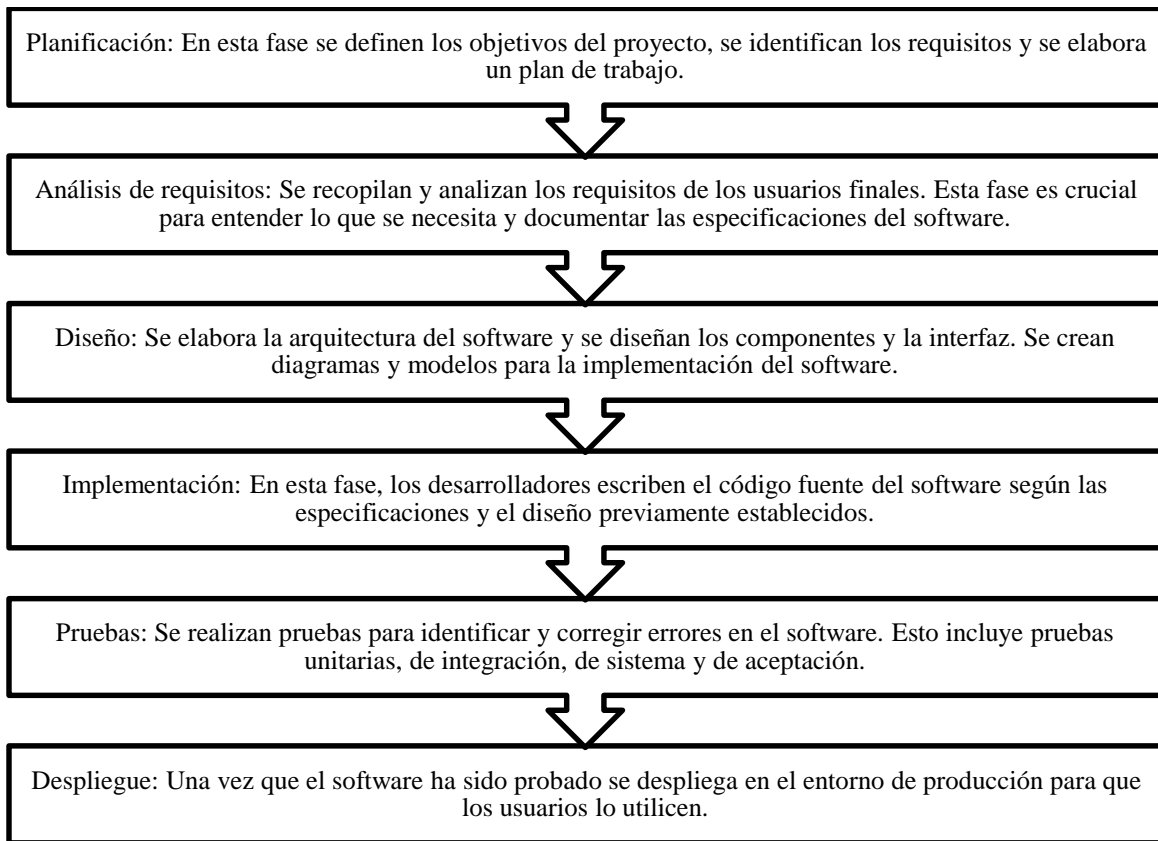 Planificación: En esta fase se definen los objetivos del proyecto, se identifican los requisitos y se elabora
un plan de trabajo.
Análisis de requisitos: Se recopilan y analizan los requisitos de los usuarios finales. Esta fase es crucial
para entender lo que se necesita y documentar las especificaciones del software.
Diseño: Se elabora la arquitectura del software y se diseñan los componentes y la interfaz. Se crean
diagramas y modelos para la implementación del software.
Implementación: En esta fase, los desarrolladores escriben el código fuente del software según las
especificaciones y el diseño previamente establecidos.
Pruebas: Se realizan pruebas para identificar y corregir errores en el software. Esto incluye pruebas
unitarias, de integración, de sistema y de aceptación.
Despliegue: Una vez que el software ha sido probado se despliega en el entorno de producción para que
los usuarios lo utilicen.